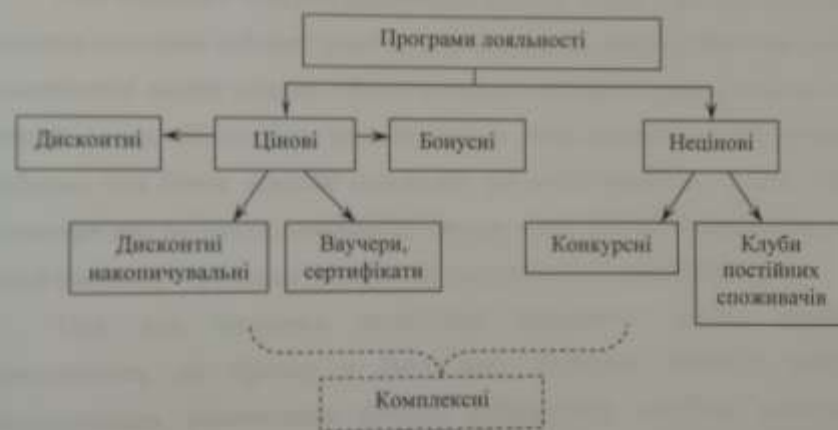 Програми лояльності
Дисконтні
Цінові
Бонусні
Нецінові
Дисконтні
накопичувальні
Ваучери,
сертифікати
Конкурсні
Клуби
постійних
споживачів
Комплексні